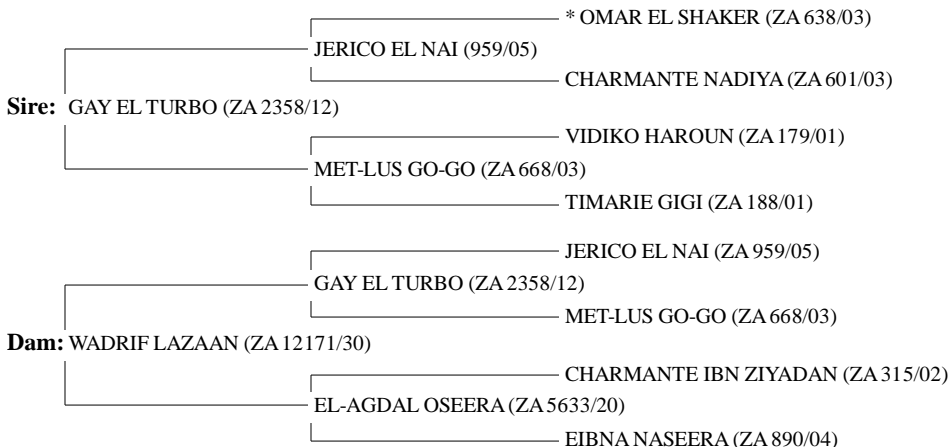 * OMAR EL SHAKER (ZA 638/03)
JERICO EL NAI (959/05)
CHARMANTE NADIYA (ZA 601/03)
Sire: GAY EL TURBO (ZA 2358/12)
VIDIKO HAROUN (ZA 179/01)
MET-LUS GO-GO (ZA 668/03)
TIMARIE GIGI (ZA 188/01)
JERICO EL NAI (ZA 959/05)
GAY EL TURBO (ZA 2358/12)
MET-LUS GO-GO (ZA 668/03)
Dam: WADRIF LAZAAN (ZA 12171/30)
CHARMANTE IBN ZIYADAN (ZA 315/02)
EL-AGDAL OSEERA (ZA 5633/20)
EIBNA NASEERA (ZA 890/04)